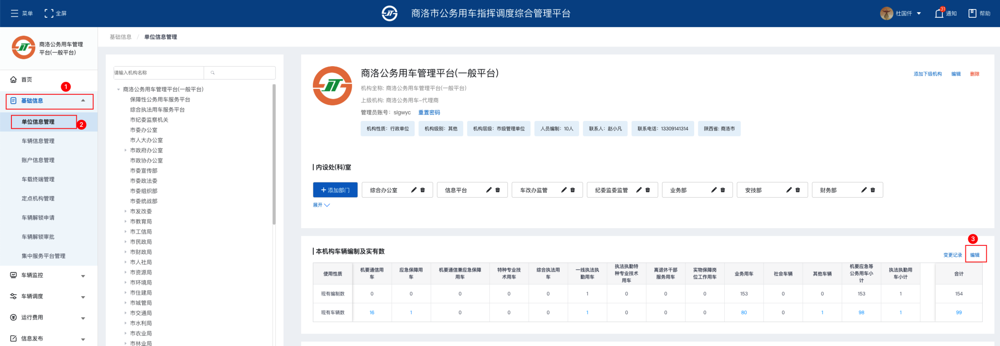 菜单 全屏 商洛市公务用车指挥调度综合管理平台 杜国仟 31 通知 帮助
商洛公务用车管理
平台(一般平台)
首页
1
基础信息
单位信息管理
2
车辆信息管理
账户信息管理
车载终端管理
定点机构管理
车辆解锁申请
车辆解锁审批
集中服务平台管理
车辆监控
车辆调度
运行费用
信息发布
基础信息 / 单位信息管理
请输入机构名称
商洛公务用车管理平台(一般平台)
保障性公务用车服务平台
综合执法用车服务平台
市纪委监察机关
市委办公室
市人大办公室
市政府办公室
市政协办公室
市委宣传部
市委政法委
市委组织部
市委统战部
市发改委
市教育局
市工信局
市民政局
市财政局
市人社局
市资源局
市环境局
市住建局
市城管局
市交通局
市水利局
市农业局
市林业局
商洛公务用车管理平台(一般平台)
添加下级机构 编辑 删除
机构全称: 商洛公务用车管理平台(一般平台)
上级机构: 商洛公务用车-代理商
管理员账号: slgwyc 重置密码
机构性质: 行政单位 机构级别: 其他 机构层级: 市级管理单位 人员编制: 10人 联系人: 赵小凡 联系电话: 13309141314 陕西省: 商洛市
内设处(科)室
添加部门 综合办公室 信息平台 车改办监管 纪委监委监管 业务部 安技部 财务部
展开
3
本机构车辆编制及实有数
变更记录 编辑
使用性质 机要通信用车 应急保障用车 机要通信兼应急保障用车 特种专业技术用车 综合执法用车 一线执法执勤用车 执法执勤特种专业技术用车 离退休干部服务用车 实物保障岗位工作用车 业务用车 社会车辆 其他车辆 机要应急等公务用车小计 执法执勤用车小计 合计
现有编制数 0 0 0 0 0 1 0 0 0 153 0 0 153 1 154
现有车辆数 16 1 0 0 0 1 0 0 0 80 0 1 98 1 99